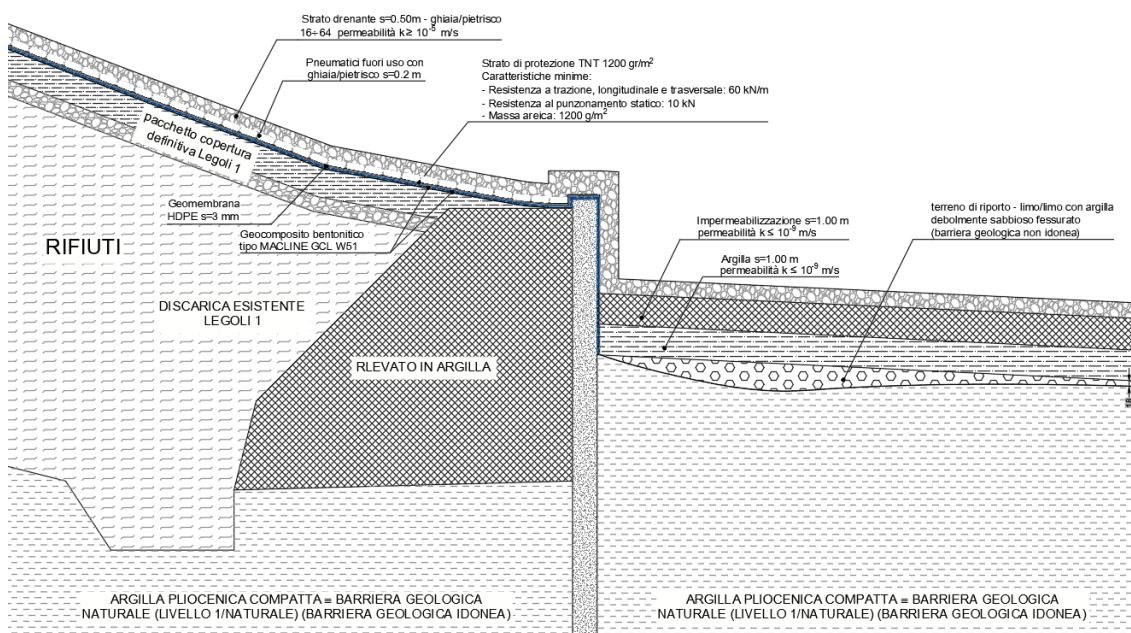 Strato drenante s=0.50m - ghiaia/pietrisco
16÷64 permeabilità k≥ 10⁻⁵ m/s
Pneumatici fuori uso con
ghiaia/pietrisco s=0.2 m
Strato di protezione TNT 1200 gr/m²
Caratteristiche minime:
- Resistenza a trazione, longitudinale e trasversale: 60 kN/m
- Resistenza al punzonamento statico: 10 kN
- Massa areica: 1200 g/m²
pacchetto copertura
definitiva Legoli 1
Geomembrana
HDPE s=3 mm
Geocomposito bentonitico
tipo MACLINE GCL W51
RIFIUTI
DISCARICA ESISTENTE
LEGOLI 1
RLEVATO IN ARGILLA
Impermeabilizzazione s=1.00 m
permeabilità k ≤ 10⁻⁹ m/s
Argilla s=1.00 m
permeabilità k ≤ 10⁻⁹ m/s
terreno di riporto - limo/limo con argilla
debolmente sabbioso fessurato
(barriera geologica non idonea)
ARGILLA PLIOCENICA COMPATTA = BARRIERA GEOLOGICA
NATURALE (LIVELLO 1/NATURALE) (BARRIERA GEOLOGICA IDONEA)
ARGILLA PLIOCENICA COMPATTA = BARRIERA GEOLOGICA
NATURALE (LIVELLO 1/NATURALE) (BARRIERA GEOLOGICA IDONEA)